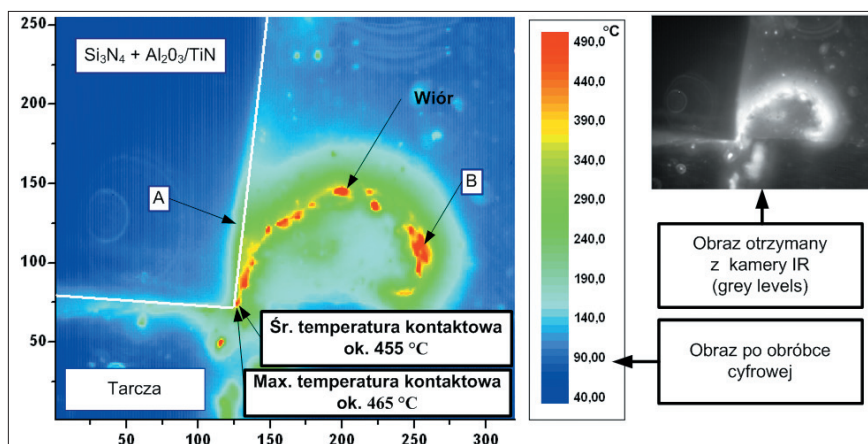 250
200
150
100
50
50
100
150
200
250
300
Si₃N₄ + Al₂0₃/TiN
Wiór
A
B
Śr. temperatura kontaktowa
ok. 455 °C
Max. temperatura kontaktowa
ok. 465 °C
Tarcza
°C
490,0
440,0
390,0
340,0
290,0
240,0
190,0
140,0
90,00
40,00
Obraz otrzymany
z kamery IR
(grey levels)
Obraz po obróbce
cyfrowej